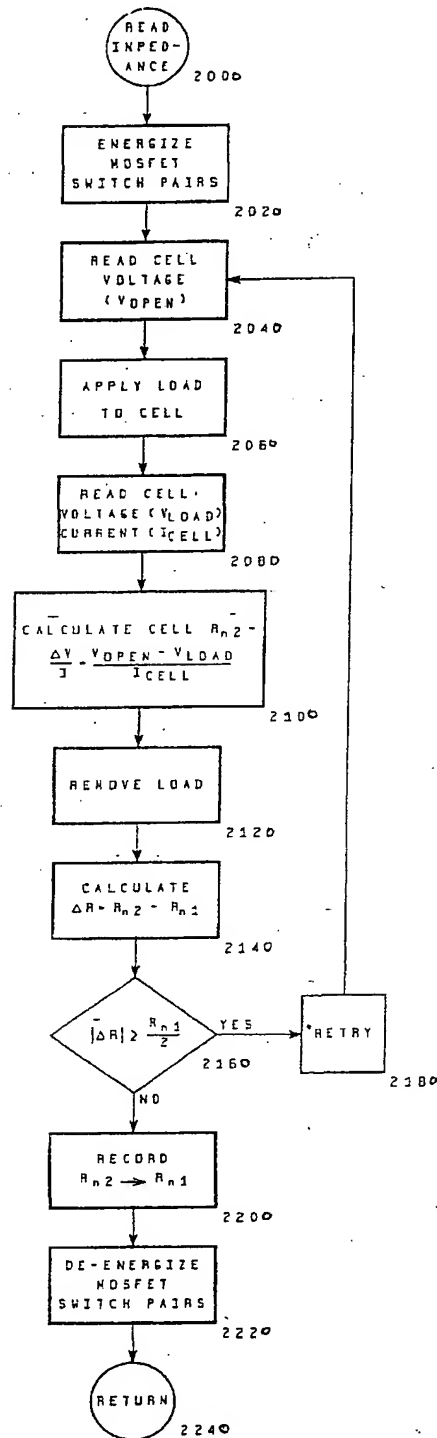 READ
INPED-
ANCE
2000
ENERGIZE
MOSFET
SWITCH PAIRS
2020
READ CELL
VOLTAGE
(VOPEN)
2040
APPLY LOAD
TO CELL
2060
READ CELL
VOLTAGE (VLOAD)
CURRENT (ICELL)
2080
CALCULATE CELL Rn2 -
ΔV/I - VOPEN - VLOAD/ICELL
2100
REMOVE LOAD
2120
CALCULATE
ΔR - Rn2 - Rn1
2140
|ΔR| ≥ Rn1/2
YES
2160
*RETRY
2180
NO
RECORD
Rn2 → Rn1
2200
DE-ENERGIZE
MOSFET
SWITCH PAIRS
2220
RETURN
2240